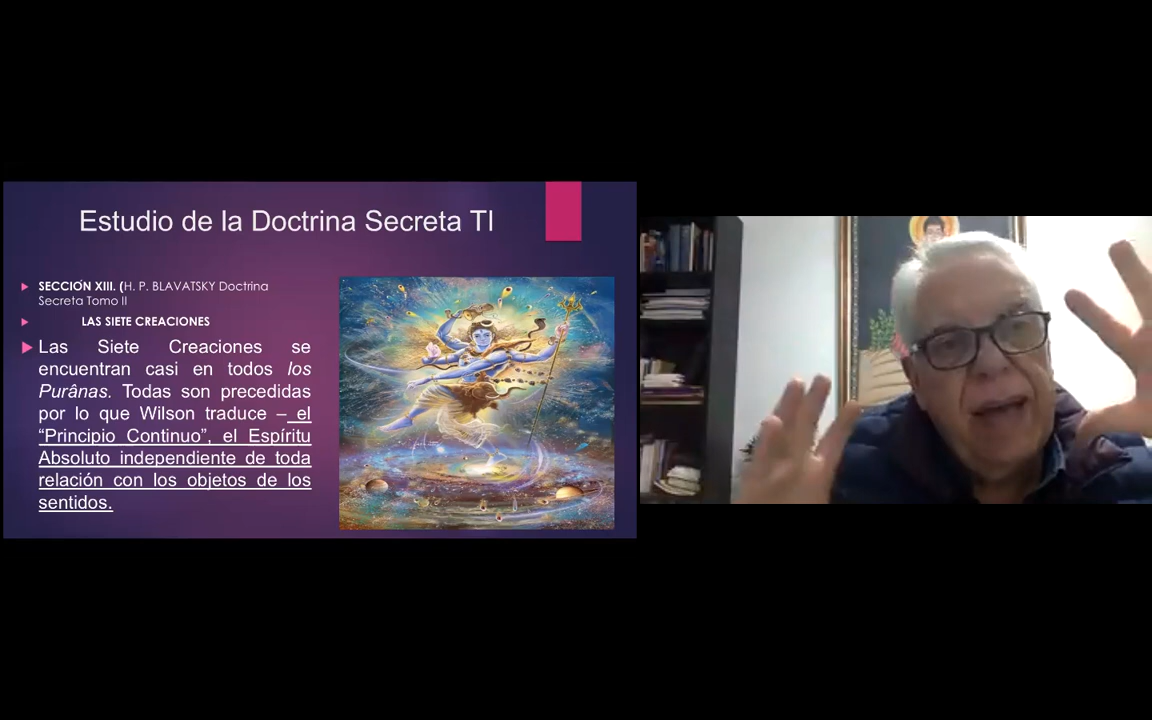 Estudio de la Doctrina Secreta TI
SECCIÓN XIII. (H. P. BLAVATSKY Doctrina
Secreta Tomo II
LAS SIETE CREACIONES
Las Siete Creaciones se
encuentran casi en todos los
Purânas. Todas son precedidas
por lo que Wilson traduce – el
“Principio Continuo”, el Espíritu
Absoluto independiente de toda
relación con los objetos de los
sentidos.